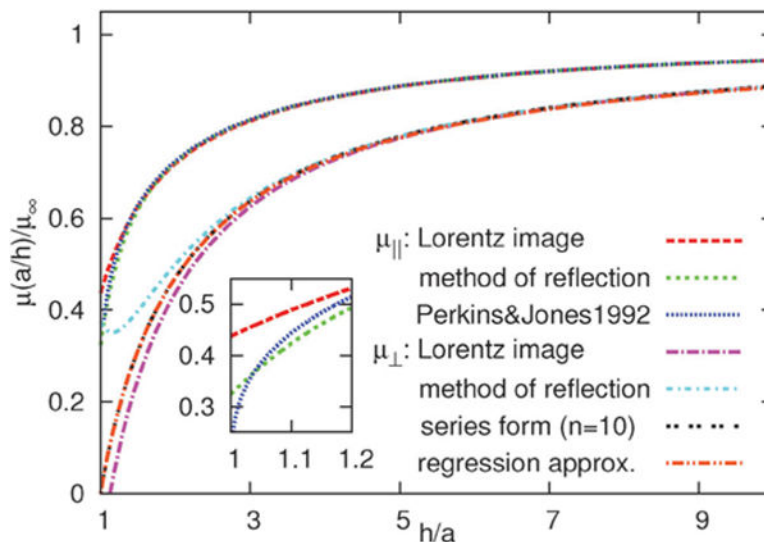 1
0.8
0.6
0.4
0.2
0
μ(a/h)/μ∞
μ||: Lorentz image
method of reflection
Perkins&Jones1992
μ⊥: Lorentz image
method of reflection
series form (n=10)
regression approx.
0.5
0.4
0.3
1 1.1 1.2
1 3 5 7 9
h/a